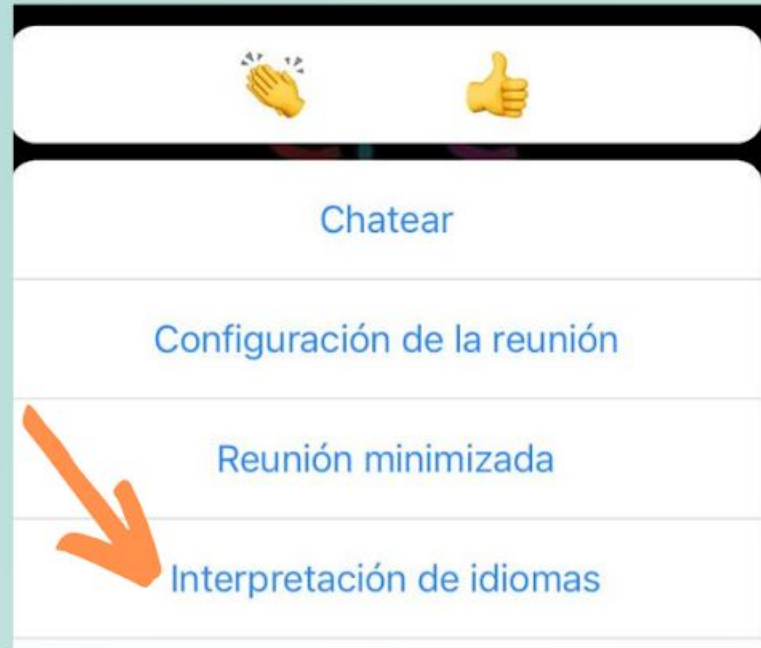 Chatear
Configuración de la reunión
Reunión minimizada
Interpretación de idiomas